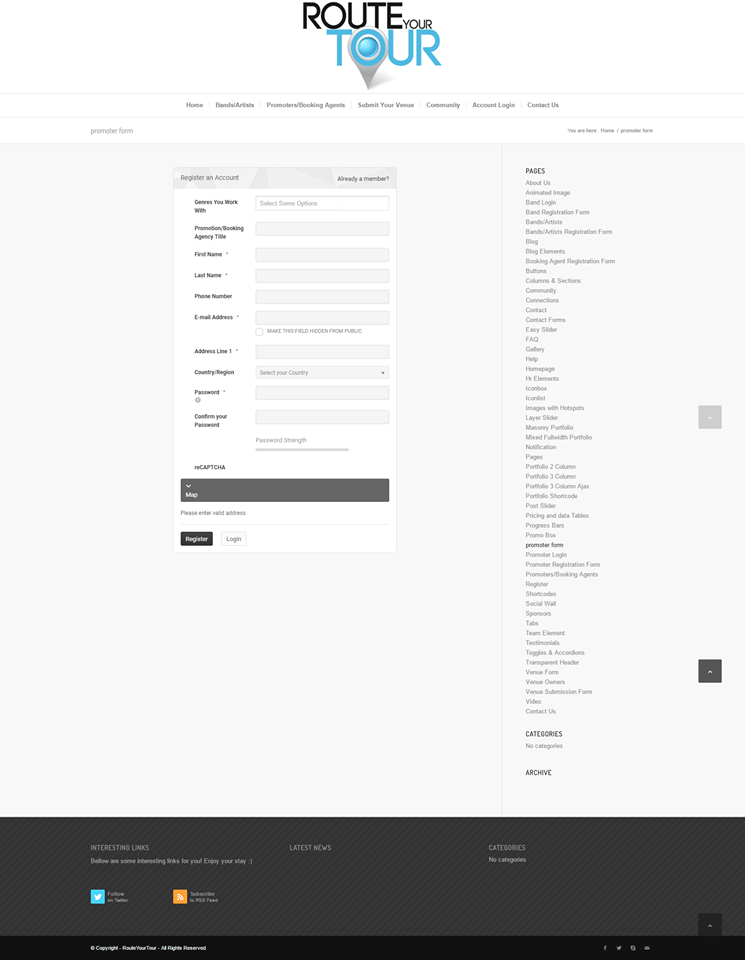 ROUTE YOUR
TOUR
Home
Bands/Artists
Promoters/Booking Agents
Submit Your Venue
Community
Account Login
Contact Us
promoter form
You are here: Home / promoter form
Register an Account
Already a member?
Genres You Work
With
Select Some Options
Promotion/Booking
Agency Title
First Name *
Last Name *
Phone Number
E-mail Address *
MAKE THIS FIELD HIDDEN FROM PUBLIC
Address Line 1 *
Country/Region
Select your Country
Password *
?
Confirm your
Password
Password Strength
reCAPTCHA
Map
Please enter valid address
Register
Login
PAGES
About Us
Animated Image
Band Login
Band Registration Form
Bands/Artists
Bands/Artists Registration Form
Blog
Blog Elements
Booking Agent Registration Form
Buttons
Columns & Sections
Community
Connections
Contact
Contact Forms
Easy Slider
FAQ
Gallery
Help
Homepage
Hr Elements
Iconbox
Iconlist
Images with Hotspots
Layer Slider
Masonry Portfolio
Mixed Fullwidth Portfolio
Notification
Pages
Portfolio 2 Column
Portfolio 3 Column
Portfolio 3 Column Ajax
Portfolio Shortcode
Post Slider
Pricing and data Tables
Progress Bars
Promo Box
promoter form
Promoter Login
Promoter Registration Form
Promoters/Booking Agents
Register
Shortcodes
Social Wall
Sponsors
Tabs
Team Element
Testimonials
Toggles & Accordions
Transparent Header
Venue Form
Venue Owners
Venue Submission Form
Video
Contact Us
CATEGORIES
No categories
ARCHIVE
INTERESTING LINKS
Bellow are some interesting links for you! Enjoy your stay :)
Follow
on Twitter
Subscribe
to RSS Feed
LATEST NEWS
CATEGORIES
No categories
© Copyright - RouteYourTour - All Rights Reserved